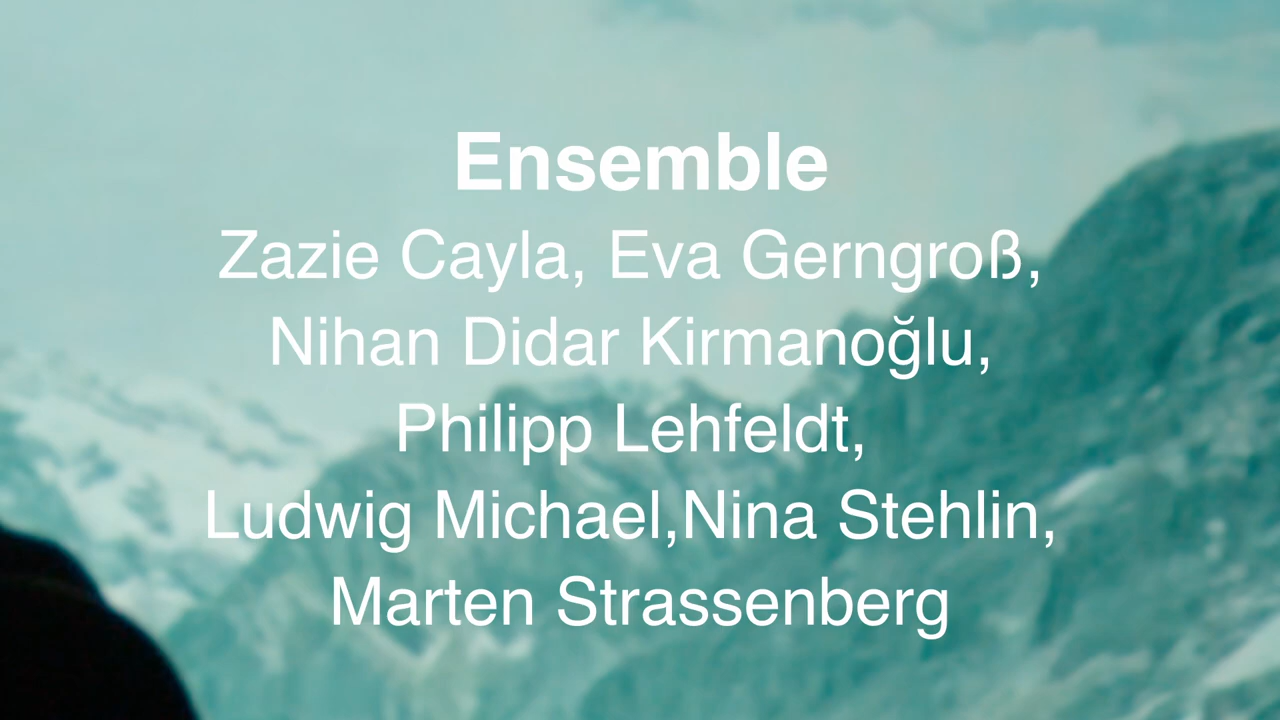 Ensemble
Zazie Cayla, Eva Gerngroß,
Nihan Didar Kirmanoğlu,
Philipp Lehfeldt,
Ludwig Michael,Nina Stehlin,
Marten Strassenberg